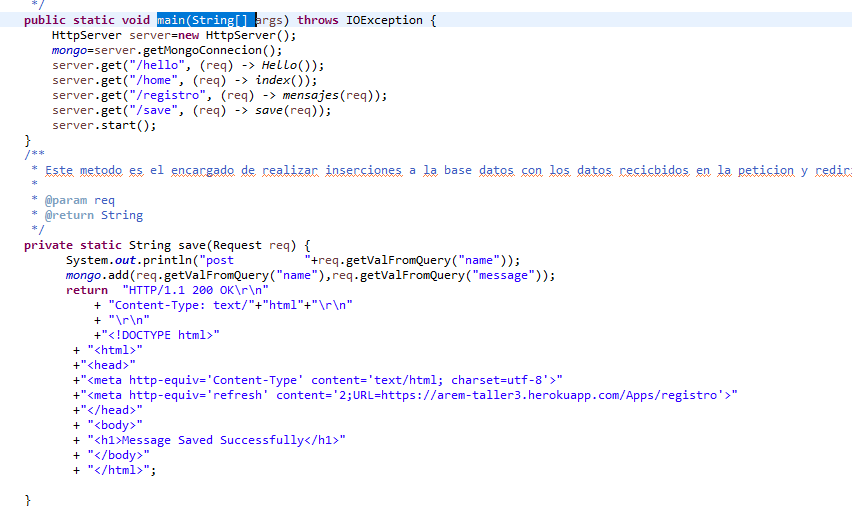 */
public static void main(String[] args) throws IOException {
HttpServer server=new HttpServer();
mongo=server.getMongoConnecion();
server.get("/hello", (req) -> Hello());
server.get("/home", (req) -> index());
server.get("/registro", (req) -> mensajes(req));
server.get("/save", (req) -> save(req));
server.start();
}
/**
* Este metodo es el encargado de realizar inserciones a la base datos con los datos recicbidos en la peticion y redir
*
* @param req
* @return String
*/
private static String save(Request req) {
System.out.println("post          "+req.getValFromQuery("name"));
mongo.add(req.getValFromQuery("name"),req.getValFromQuery("message"));
return  "HTTP/1.1 200 OK\r\n"
+ "Content-Type: text/"+"html"+"\r\n"
+ "\r\n"
+"<!DOCTYPE html>"
+ "<html>"
+"<head>"
+"<meta http-equiv='Content-Type' content='text/html; charset=utf-8'>"
+"<meta http-equiv='refresh' content='2;URL=https://arem-taller3.herokuapp.com/Apps/registro'>"
+"</head>"
+ "<body>"
+ "<h1>Message Saved Successfully</h1>"
+ "</body>"
+ "</html>";
}